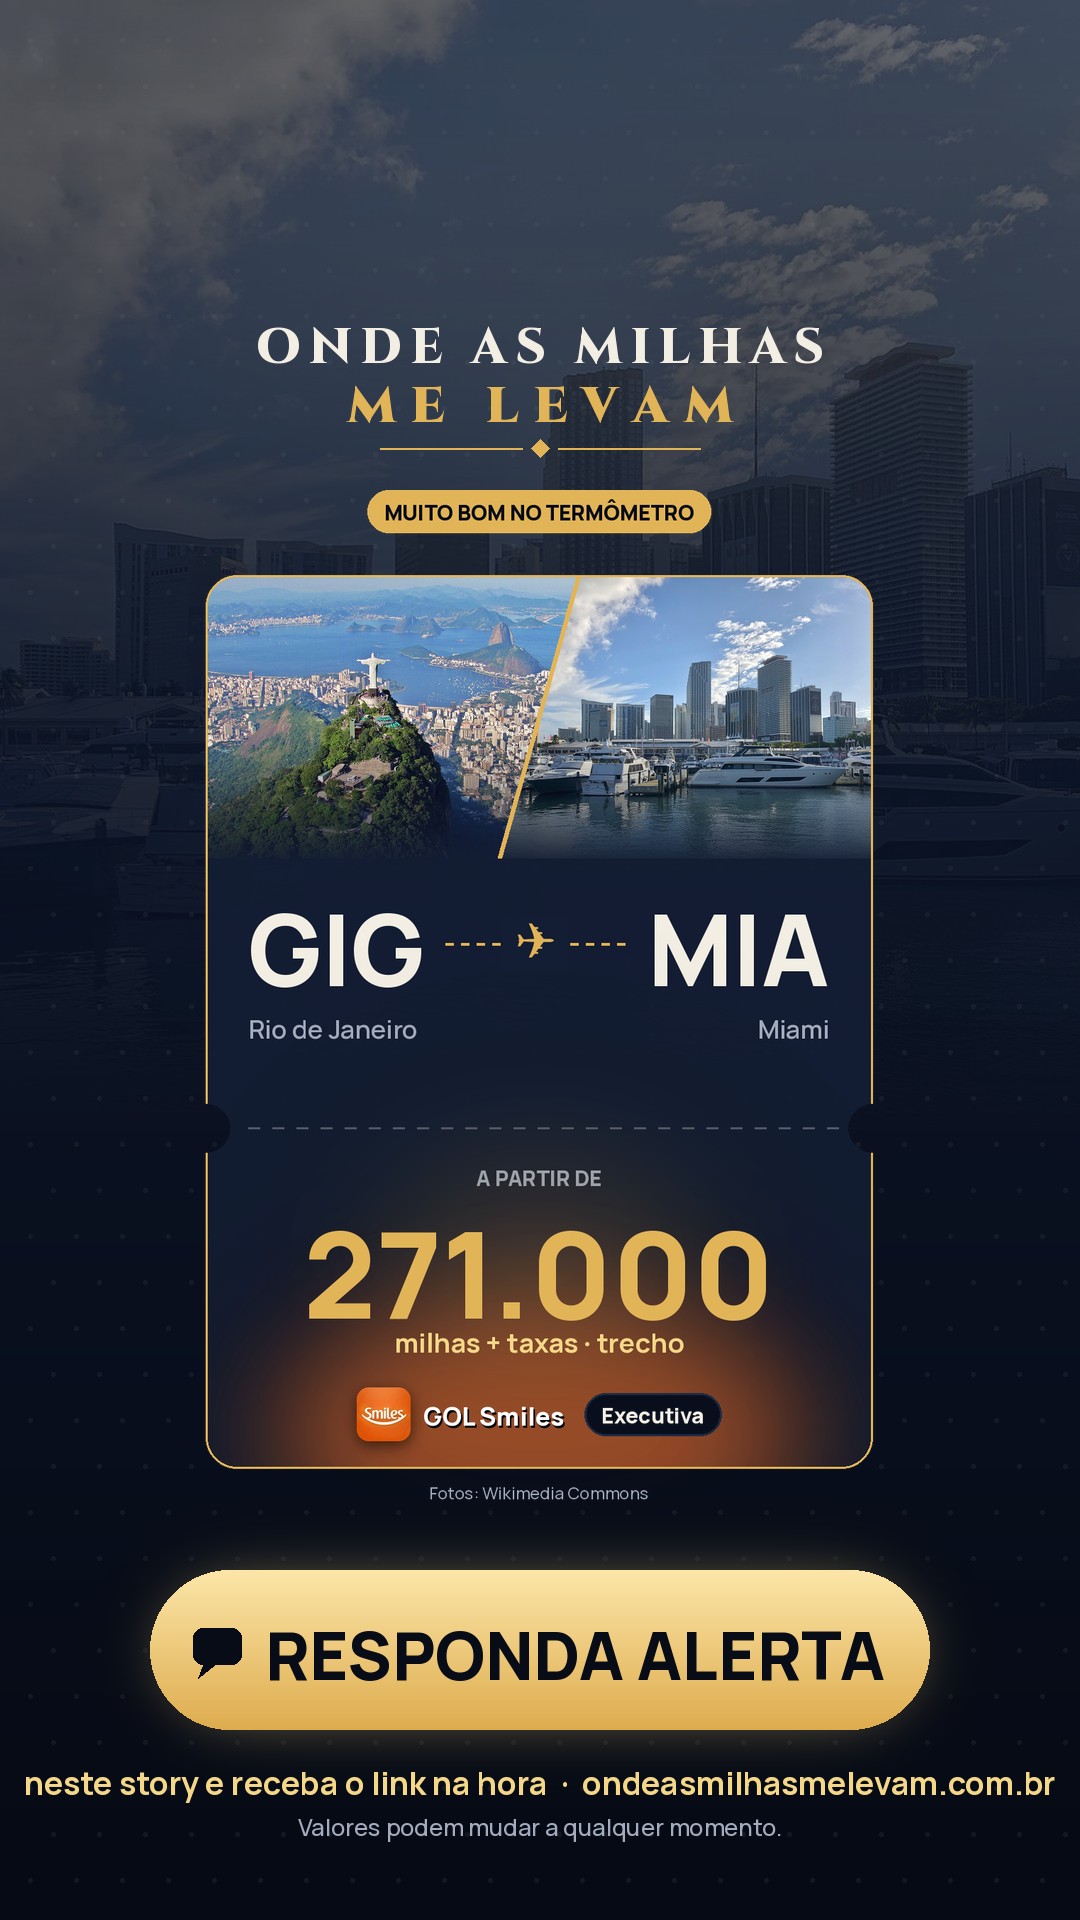 ONDE AS MILHAS
ME LEVAM
MUITO BOM NO TERMÔMETRO
GIG
MIA
Rio de Janeiro
Miami
A PARTIR DE
271.000
milhas + taxas · trecho
Smiles
GOL Smiles
Executiva
Fotos: Wikimedia Commons
RESPONDA ALERTA
neste story e receba o link na hora · ondeasmilhasmelevam.com.br
Valores podem mudar a qualquer momento.